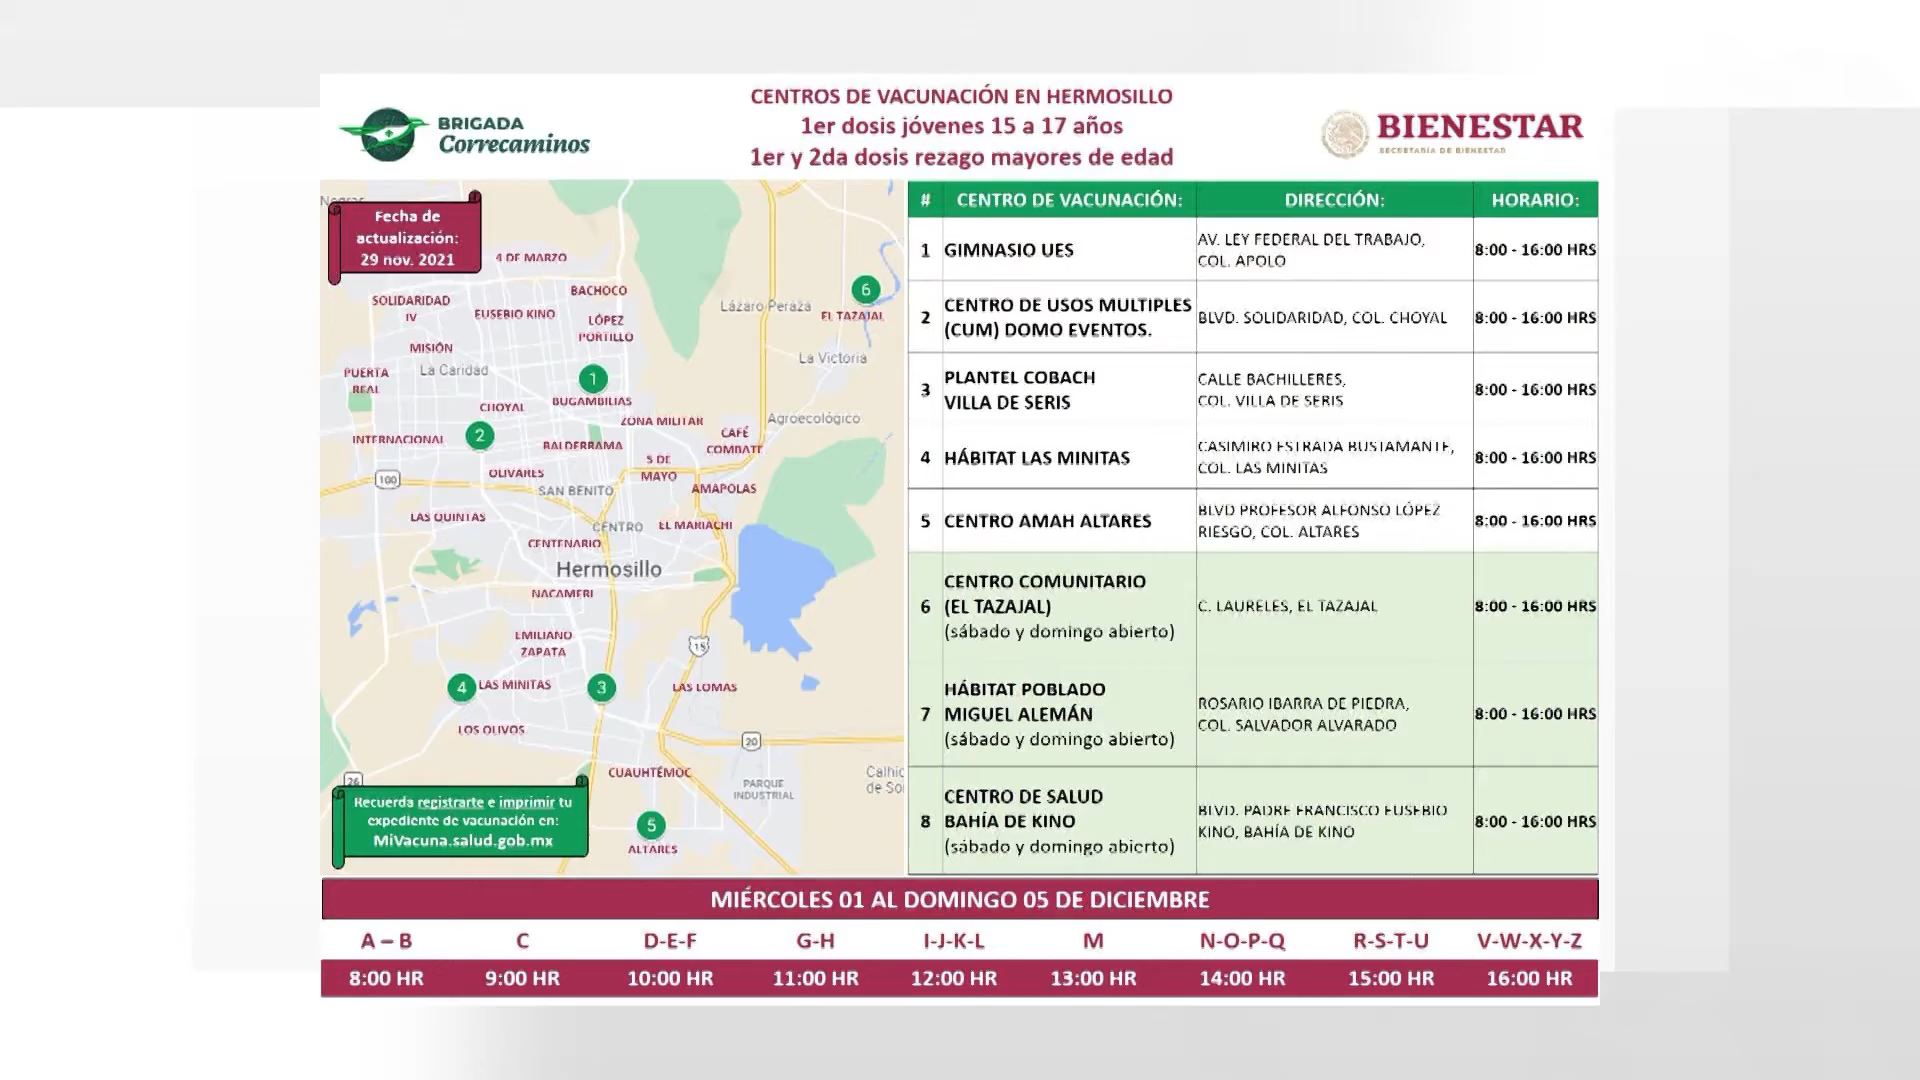 BRIGADA
Correcaminos
CENTROS DE VACUNACIÓN EN HERMOSILLO
1er dosis jóvenes 15 a 17 años
1er y 2da dosis rezago mayores de edad
BIENESTAR
SECRETARÍA DE BIENESTAR
Fecha de
actualización:
29 nov. 2021
4 DE MARZO
BACHOCO
SOLIDARIDAD
IV
EUSEBIO KINO
LÓPEZ
PORTILLO
Lázaro Peraza
6
EL TAZAJAL
MISIÓN
La Victoria
PUERTA
REAL
La Caridad
1
BUGAMBILIAS
CHOYAL
ZONA MILITAR
Agroecológico
INTERNACIONAL
2
BALDERRAMA
CAFÉ
COMBATE
5 DE
MAYO
OLIVARES
100
SAN BENITO
AMAPOLAS
LAS QUINTAS
CENTRO
EL MARIACHI
CENTENARIO
Hermosillo
NACAMERI
EMILIANO
ZAPATA
15
4
LAS MINITAS
3
LAS LOMAS
LOS OLIVOS
20
CUAUHTÉMOC
PARQUE
INDUSTRIAL
26
5
ALTARES
Recuerda registrarte e imprimir tu
expediente de vacunación en:
MiVacuna.salud.gob.mx
# CENTRO DE VACUNACIÓN: DIRECCIÓN: HORARIO:
1 GIMNASIO UES AV. LEY FEDERAL DEL TRABAJO, 8:00 - 16:00 HRS
COL. APOLO
2 CENTRO DE USOS MULTIPLES BLVD. SOLIDARIDAD, COL. CHOYAL 8:00 - 16:00 HRS
(CUM) DOMO EVENTOS.
3 PLANTEL COBACH CALLE BACHILLERES, 8:00 - 16:00 HRS
VILLA DE SERIS COL. VILLA DE SERIS
4 HÁBITAT LAS MINITAS CASIMIRO ESTRADA BUSTAMANTE, 8:00 - 16:00 HRS
COL. LAS MINITAS
5 CENTRO AMAH ALTARES BLVD PROFESOR ALFONSO LÓPEZ 8:00 - 16:00 HRS
RIESGO, COL. ALTARES
CENTRO COMUNITARIO
6 (EL TAZAJAL) C. LAURELES, EL TAZAJAL 8:00 - 16:00 HRS
(sábado y domingo abierto)
HÁBITAT POBLADO ROSARIO IBARRA DE PIEDRA,
7 MIGUEL ALEMÁN COL. SALVADOR ALVARADO 8:00 - 16:00 HRS
(sábado y domingo abierto)
CENTRO DE SALUD BLVD. PADRE FRANCISCO EUSEBIO
8 BAHÍA DE KINO KINO, BAHÍA DE KINO 8:00 - 16:00 HRS
(sábado y domingo abierto)
MIÉRCOLES 01 AL DOMINGO 05 DE DICIEMBRE
A – B C D-E-F G-H I-J-K-L M N-O-P-Q R-S-T-U V-W-X-Y-Z
8:00 HR 9:00 HR 10:00 HR 11:00 HR 12:00 HR 13:00 HR 14:00 HR 15:00 HR 16:00 HR